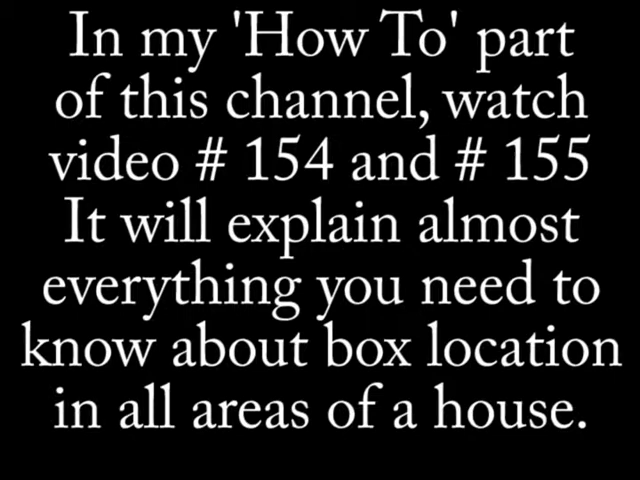 In my 'How To' part
of this channel, watch
video # 154 and # 155
It will explain almost
everything you need to
know about box location
in all areas of a house.